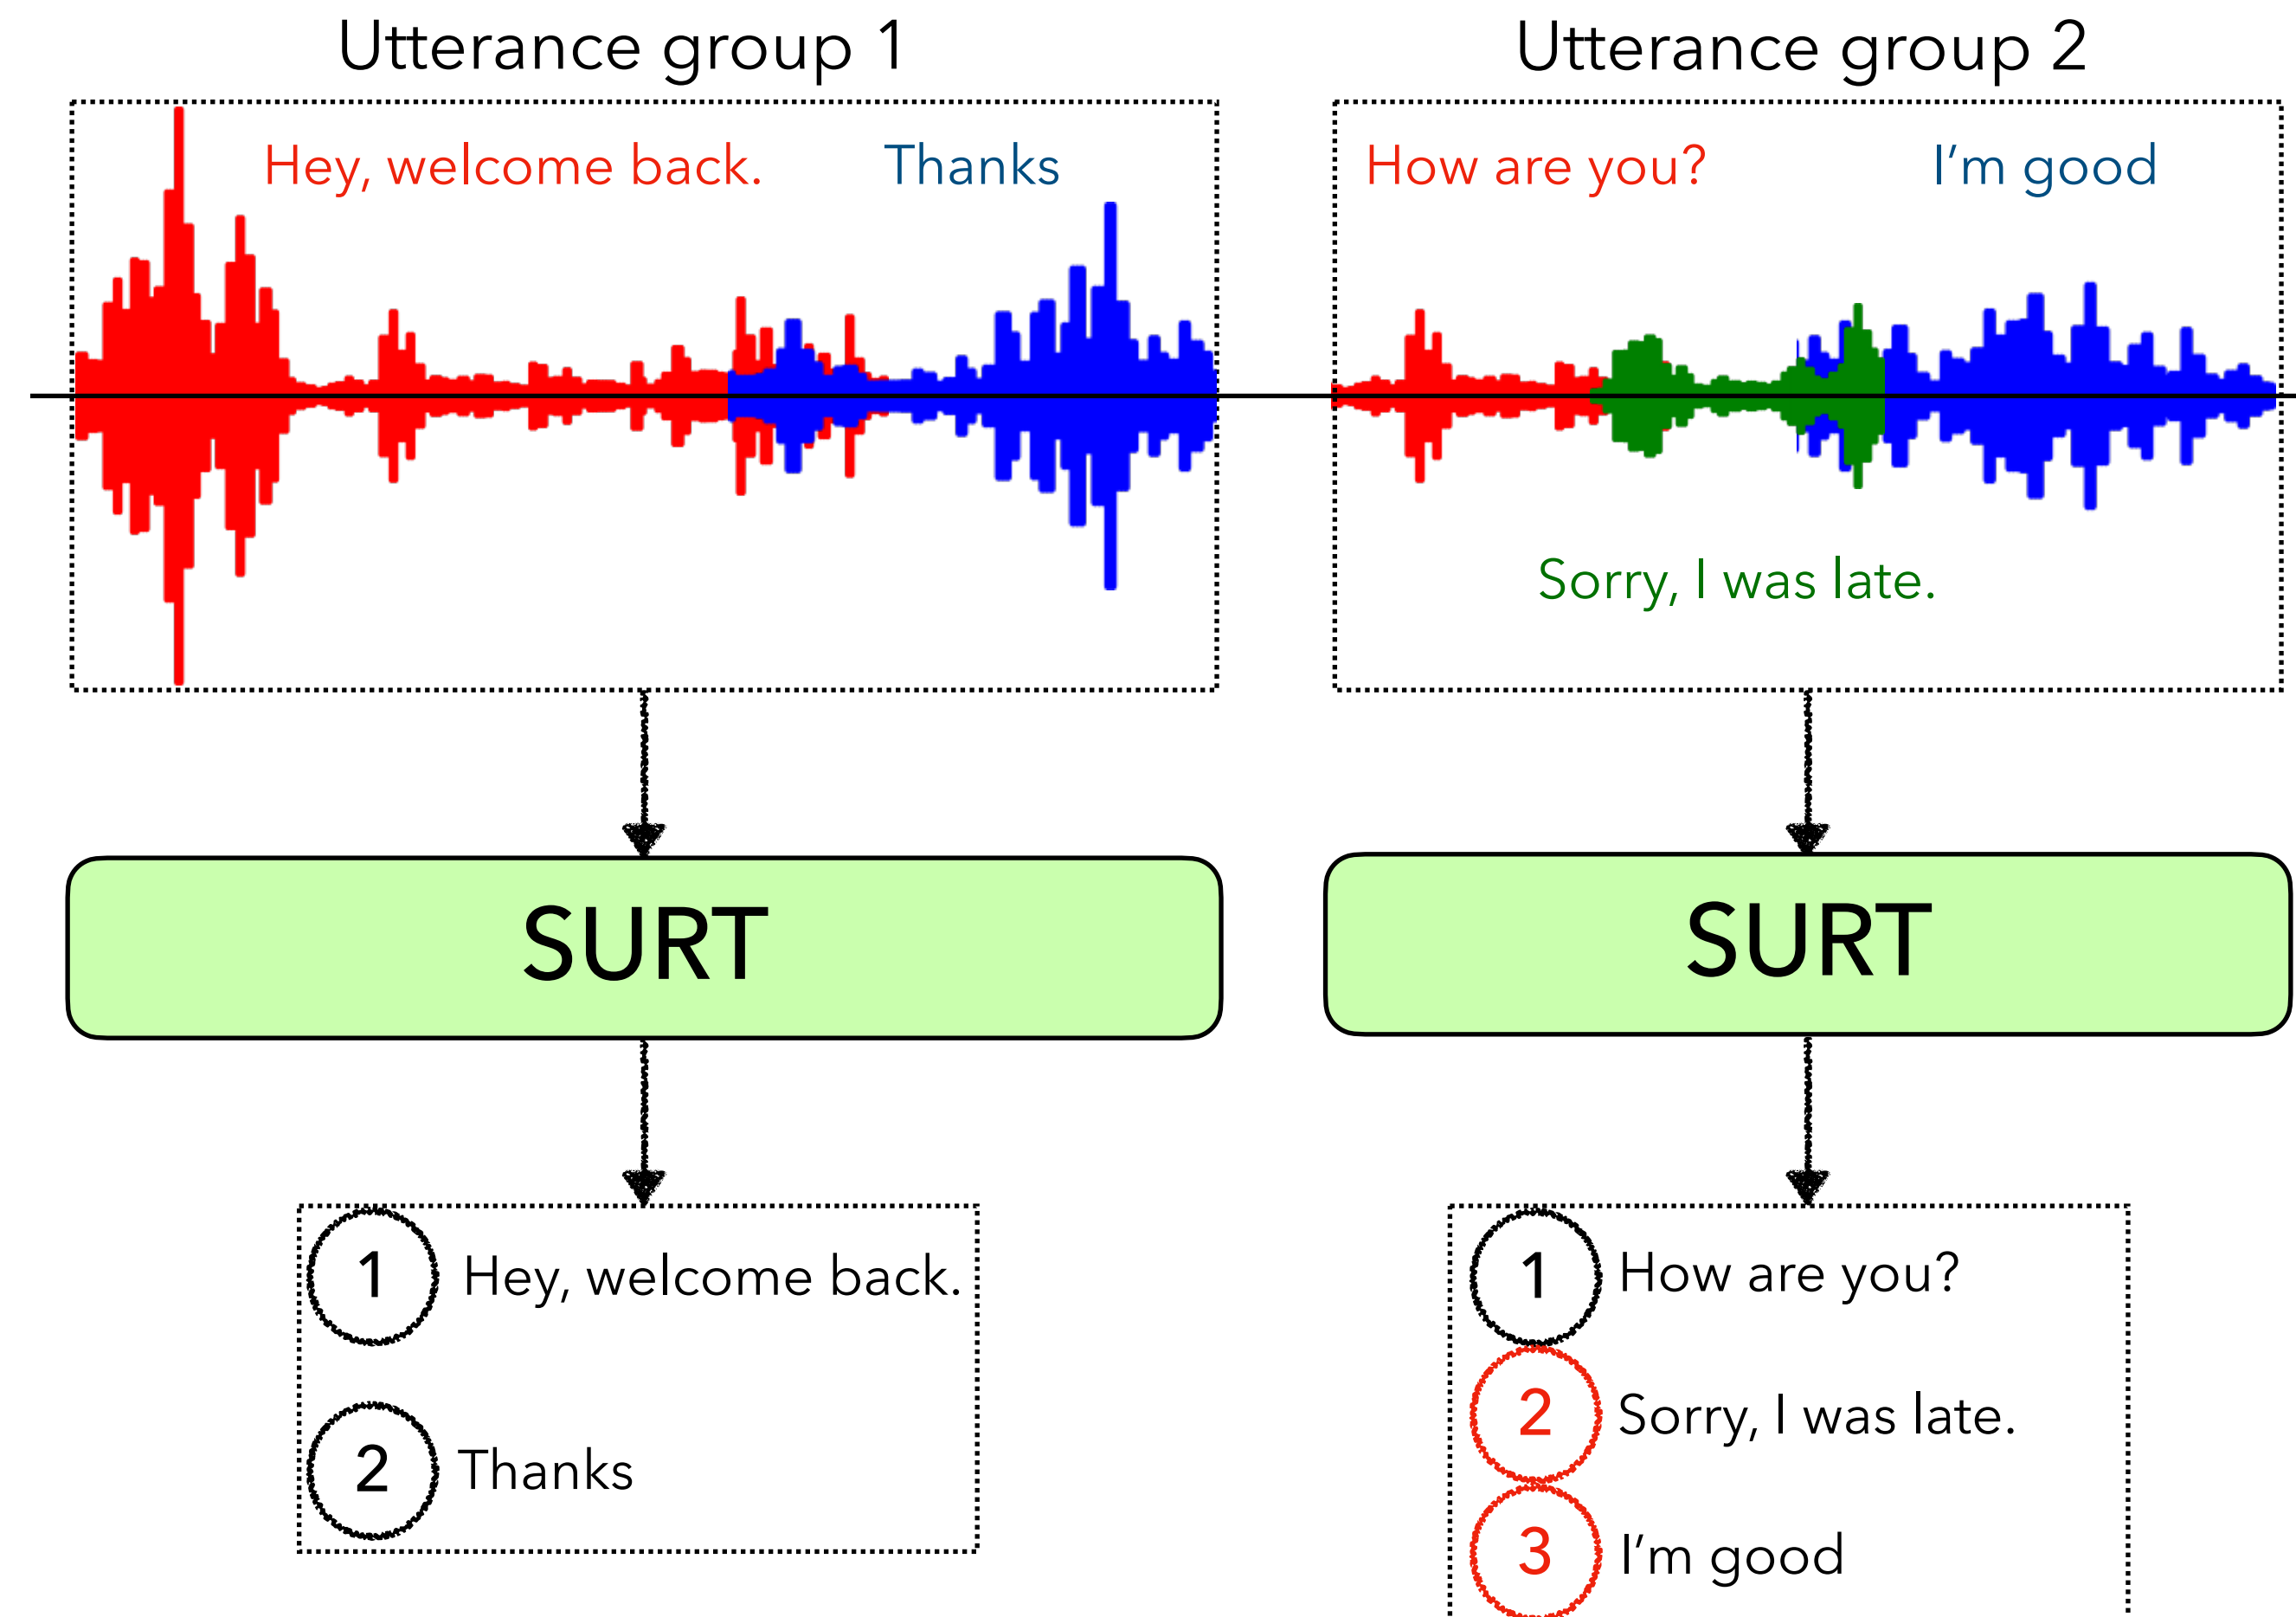 Utterance group 1
Hey, welcome back. Thanks
SURT
1 Hey, welcome back.
2 Thanks
Utterance group 2
How are you? I'm good
Sorry, I was late.
SURT
1 How are you?
2 Sorry, I was late.
3 I'm good